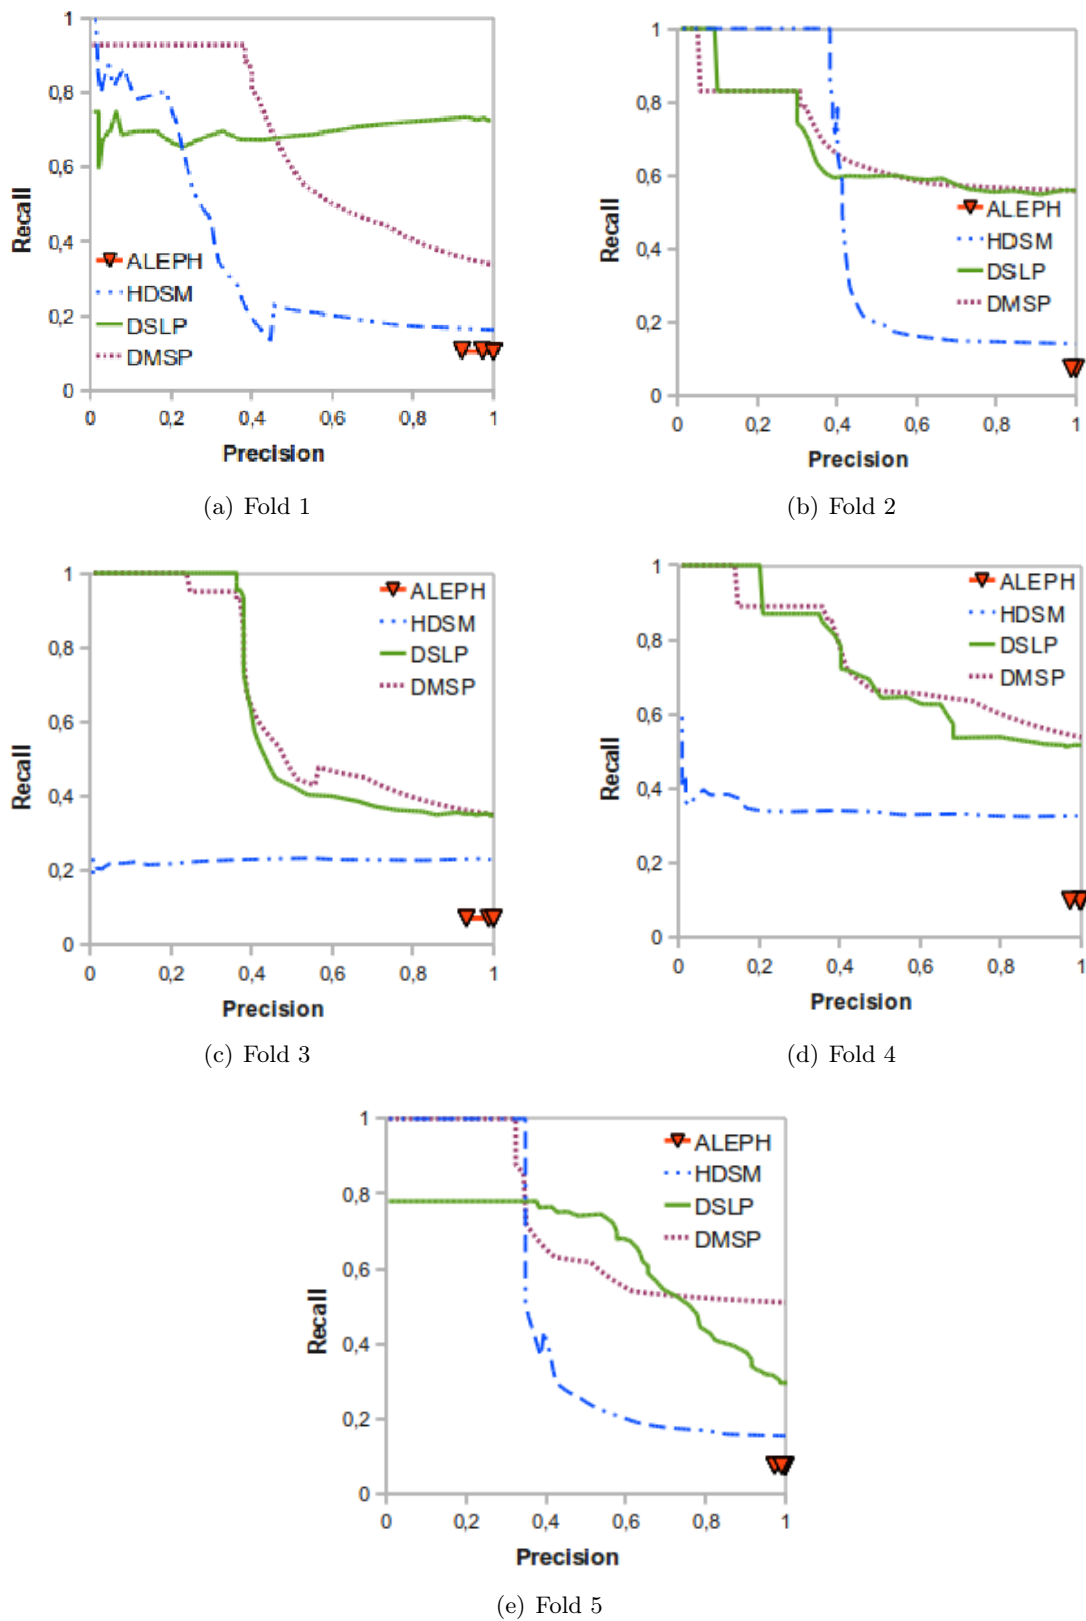 1
0,8
0,6
0,4
0,2
0
Recall
ALEPH
HDSM
DSLP
DMSP
0 0,2 0,4 0,6 0,8 1
Precision
(a) Fold 1
1
0,8
0,6
0,4
0,2
0
Recall
ALEPH
HDSM
DSLP
DMSP
0 0,2 0,4 0,6 0,8 1
Precision
(b) Fold 2
1
0,8
0,6
0,4
0,2
0
Recall
ALEPH
HDSM
DSLP
DMSP
0 0,2 0,4 0,6 0,8 1
Precision
(c) Fold 3
1
0,8
0,6
0,4
0,2
0
Recall
ALEPH
HDSM
DSLP
DMSP
0 0,2 0,4 0,6 0,8 1
Precision
(d) Fold 4
1
0,8
0,6
0,4
0,2
0
Recall
ALEPH
HDSM
DSLP
DMSP
0 0,2 0,4 0,6 0,8 1
Precision
(e) Fold 5